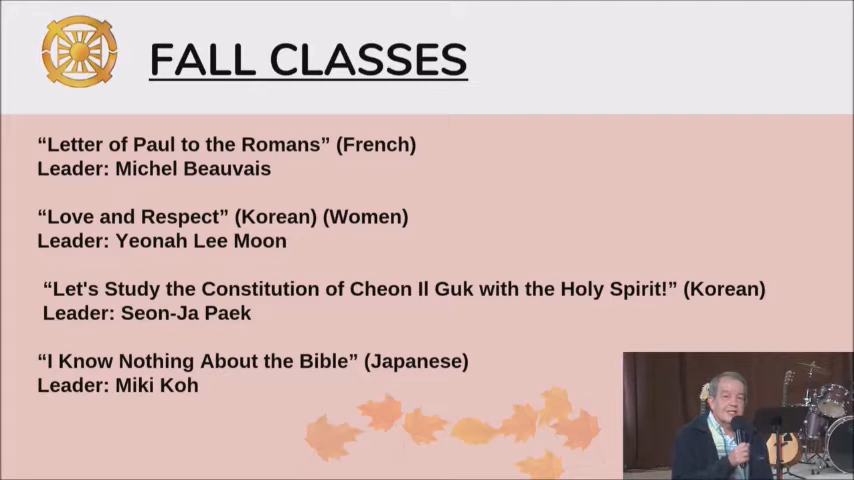 FALL CLASSES
“Letter of Paul to the Romans” (French)
Leader: Michel Beauvais
“Love and Respect” (Korean) (Women)
Leader: Yeonah Lee Moon
“Let's Study the Constitution of Cheon Il Guk with the Holy Spirit!” (Korean)
Leader: Seon-Ja Paek
“I Know Nothing About the Bible” (Japanese)
Leader: Miki Koh